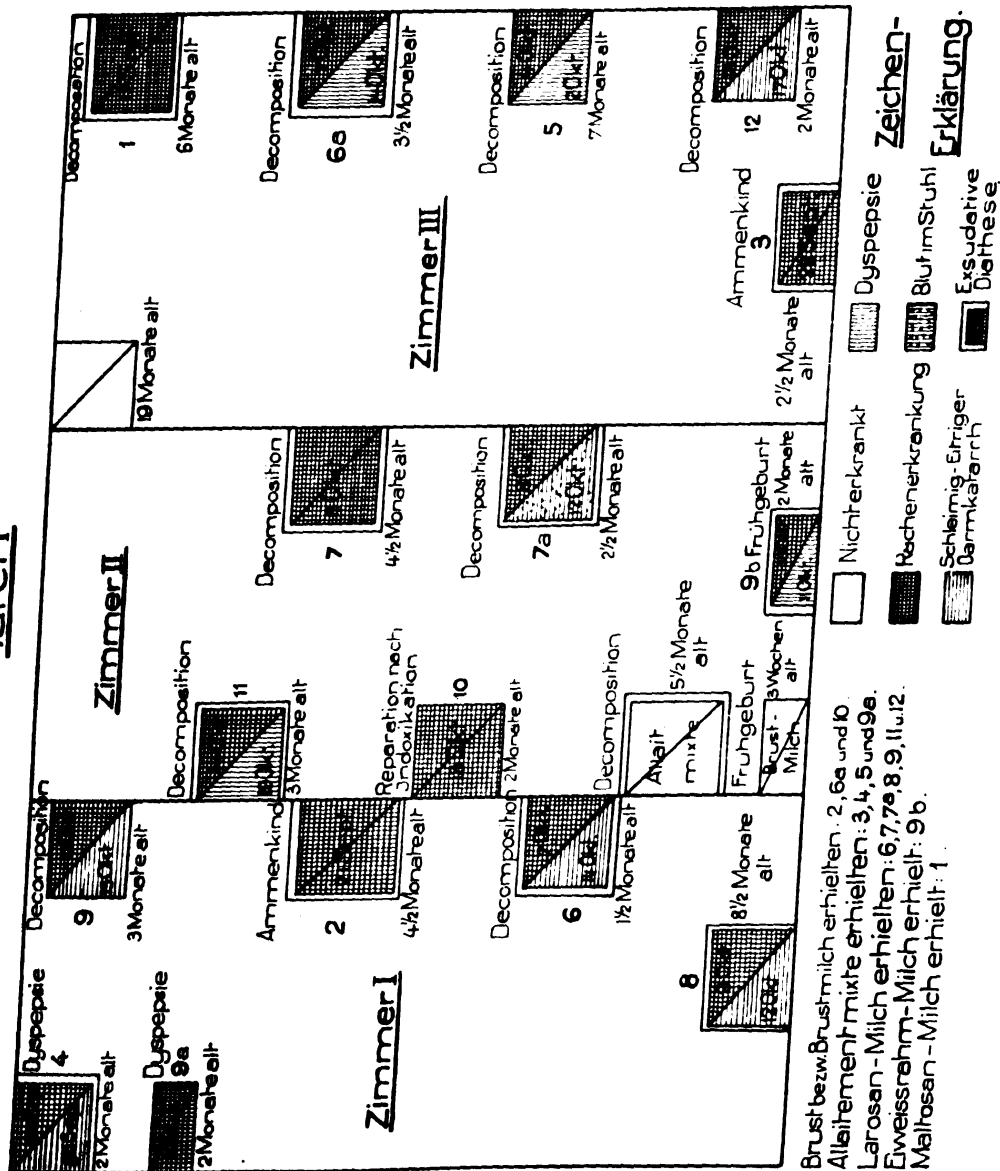 Zimmer I
Dyspepsie
4
2 Monate alt
Dyspepsie
9a
2 Monate alt
Decomposition
9
3 Monate alt
Ammenkind
2
4½ Monate alt
Decomposition
6
1½ Monate alt
8
8½ Monate
alt
Zimmer II
Decomposition
11
3 Monate alt
Reparation nach
Indoxikation
10
2 Monate alt
Decomposition
Allait
mixte
5½ Monate
alt
Frühgeburt
Brust-
Milch
3 Wochen
alt
Decomposition
7
4½ Monate alt
Decomposition
7a
2½ Monate alt
9b Frühgeburt
2 Monate
alt
Zimmer III
19 Monate alt
Decomposition
1
6 Monate alt
Decomposition
6a
3½ Monate alt
Decomposition
5
7 Monate alt
Decomposition
12
2 Monate alt
Ammenkind
3
2½ Monate
alt
Brust bezw. Brustmilch erhielten: 2, 6a und 10.
Allaitement mixte erhielten: 3, 4, 5 und 9a.
Larosan-Milch erhielten: 6, 7, 7a, 8, 9, 11 u. 12.
Eiweissrahm-Milch erhielt: 9b.
Maltosan-Milch erhielt: 1.
Zeichen-
Erklärung.
Nichterkrankt
Rachenerkrankung
Schleimig-Eitriger
Darmkatarrh
Dyspepsie
Blut im Stuhl
Exsudative
Diathese